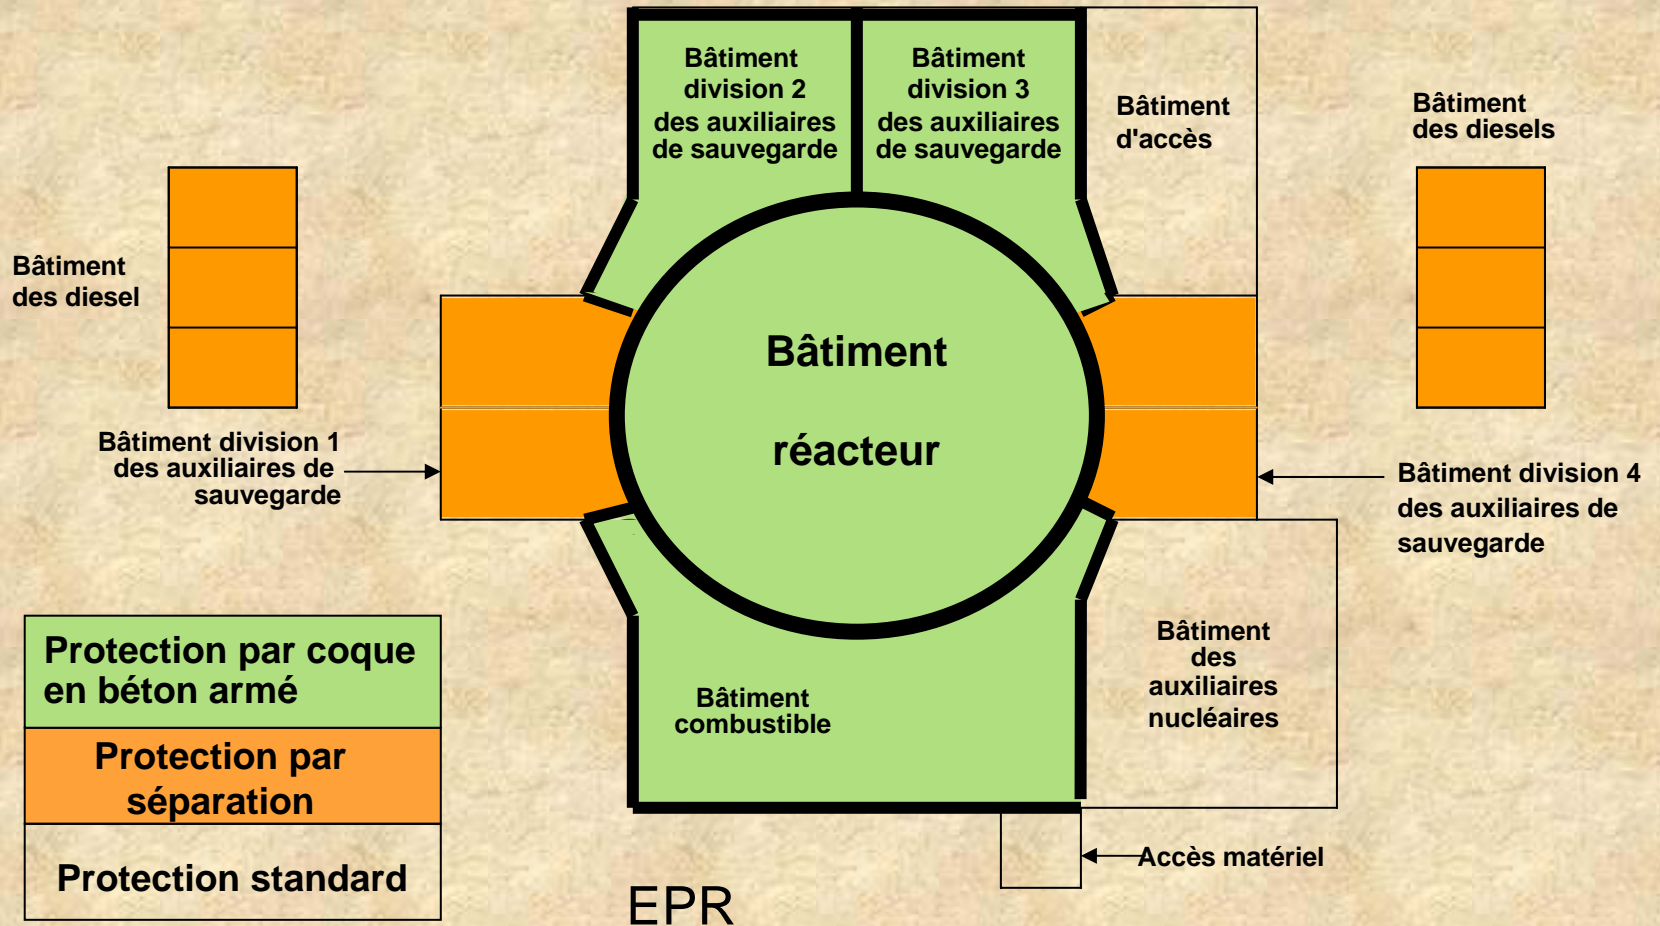 Bâtiment
division 2
des auxiliaires
de sauvegarde
Bâtiment
division 3
des auxiliaires
de sauvegarde
Bâtiment
d'accès
Bâtiment
des diesels
Bâtiment
des diesel
Bâtiment
réacteur
Bâtiment division 1
des auxiliaires de
sauvegarde
Bâtiment division 4
des auxiliaires de
sauvegarde
Protection par coque
en béton armé
Protection par
séparation
Protection standard
Bâtiment
combustible
Bâtiment
des
auxiliaires
nucléaires
Accès matériel
EPR